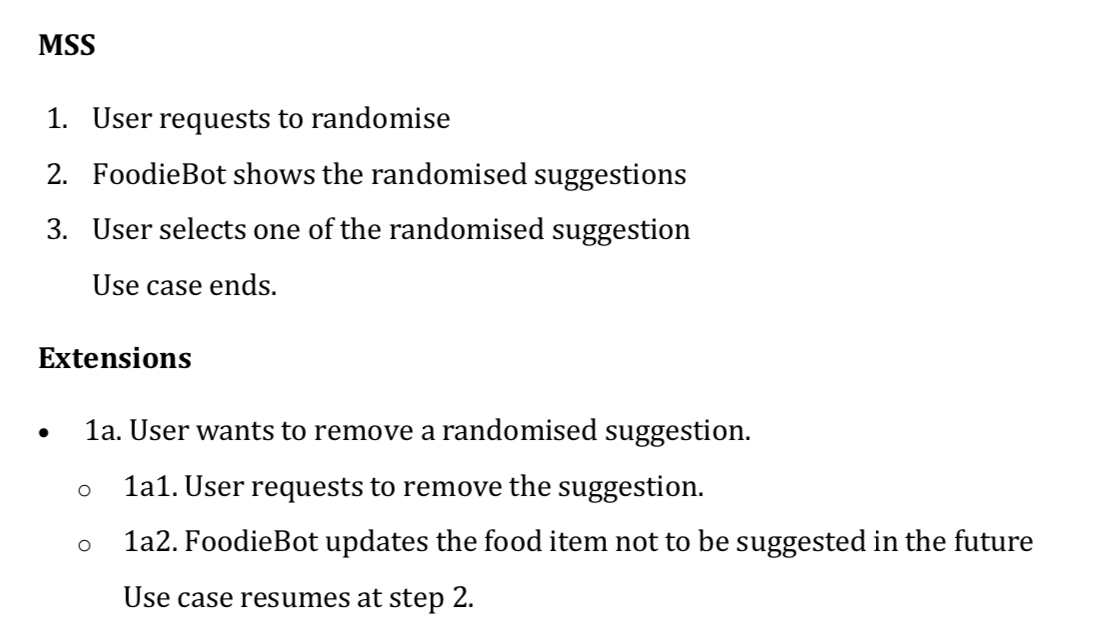 MSS
1. User requests to randomise
2. FoodieBot shows the randomised suggestions
3. User selects one of the randomised suggestion
Use case ends.
Extensions
• 1a. User wants to remove a randomised suggestion.
○ 1a1. User requests to remove the suggestion.
○ 1a2. FoodieBot updates the food item not to be suggested in the future
Use case resumes at step 2.